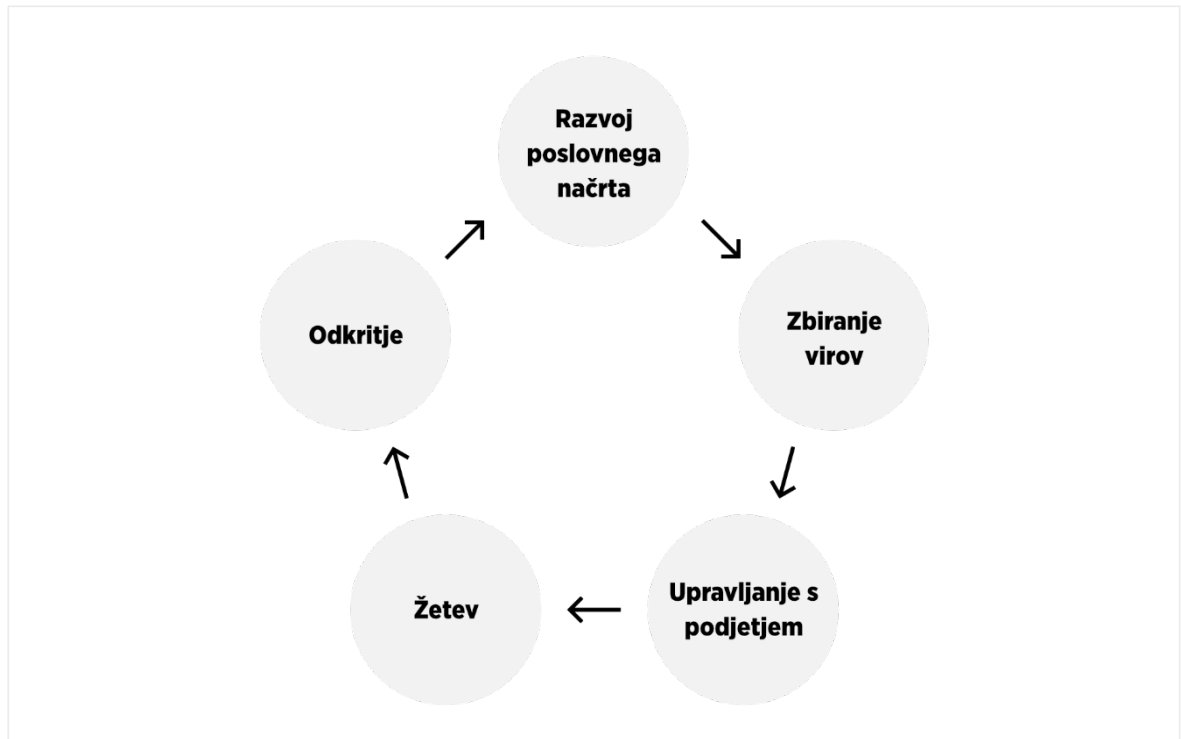 Razvoj
poslovnega
načrta
Odkritje
Zbiranje
virov
Žetev
Upravljanje s
podjetjem